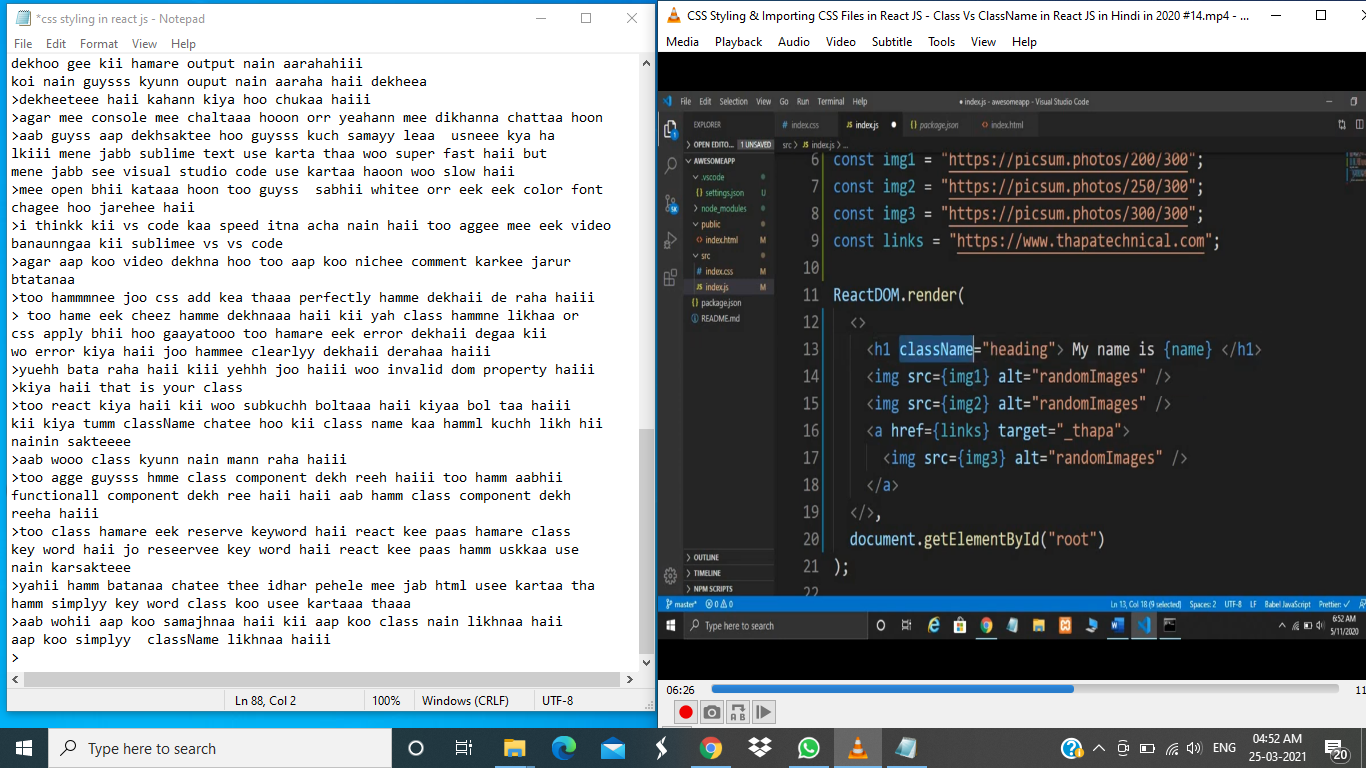 *css styling in react js - Notepad
File Edit Format View Help
dekhoo gee kii hamare output nain aarahahiii
koi nain guysss kyunn ouput nain aaraha haii dekheea
>dekheeteee haii kahann kiya hoo chukaa haiii
>agar mee console mee chaltaaa hooon orr yeahann mee dikhanna chattaa hoon
>aab guyss aap dekhsaktee hoo guysss kuch samayy leaa  usneee kya ha
lkiii mene jabb sublime text use karta thaa woo super fast haii but
mene jabb see visual studio code use kartaa haoon woo slow haii
>mee open bhii kataaa hoon too guyss  sabhii whitee orr eek eek color font
chagee hoo jarehee haii
>i thinkk kii vs code kaa speed itna acha nain haii too aggee mee eek video
banaunngaa kii sublimee vs vs code
>agar aap koo video dekhna hoo too aap koo nichee comment karkee jarur
btatanaa
>too hammmnee joo css add kea thaaa perfectly hamme dekhaii de raha haiii
> too hame eek cheez hamme dekhnaaa haii kii yah class hammne likhaa or
css apply bhii hoo gaayatooo too hamare eek error dekhaii degaa kii
wo error kiya haii joo hammee clearlyy dekhaii derahaa haiii
>yuehh bata raha haii kiii yehhh joo haiii woo invalid dom property haiii
>kiya haii that is your class
>too react kiya haii kii woo subkuchh boltaaa haii kiyaa bol taa haiii
kii kiya tumm className chatee hoo kii class name kaa hamml kuchh likh hii
nainin sakteeee
>aab wooo class kyunn nain mann raha haiii
>too agge guysss hmme class component dekh reeh haiii too hamm aabhii
functionall component dekh ree haii haii aab hamm class component dekh
reeha haiii
>too class hamare eek reserve keyword haii react kee paas hamare class
key word haii jo reseervee key word haii react kee paas hamm uskkaa use
nain karsakteee
>yahii hamm batanaa chatee thee idhar pehele mee jab html usee kartaa tha
hamm simplyy key word class koo usee kartaaa thaaa
>aab wohii aap koo samajhnaa haii kii aap koo class nain likhnaa haii
aap koo simplyy  className likhnaa haiii
>
Ln 88, Col 2 100% Windows (CRLF) UTF-8
CSS Styling & Importing CSS Files in React JS - Class Vs ClassName in React JS in Hindi in 2020 #14.mp4 - ...
Media Playback Audio Video Subtitle Tools View Help
File Edit Selection View Go Run Terminal Help
● index.js - awesomeapp - Visual Studio Code
EXPLORER
OPEN EDITO... 1 UNSAVED
AWESOMEAPP
.vscode
settings.json U
node_modules
public
index.html M
src
index.css M
index.js M
package.json
README.md
OUTLINE
TIMELINE
NPM SCRIPTS
index.css index.js package.json index.html
src > index.js > ...
6 const img1 = "https://picsum.photos/200/300";
7 const img2 = "https://picsum.photos/250/300";
8 const img3 = "https://picsum.photos/300/300";
9 const links = "https://www.thapatechnical.com";
10
11 ReactDOM.render(
12 <>
13 <h1 className="heading"> My name is {name} </h1>
14 <img src={img1} alt="randomImages" />
15 <img src={img2} alt="randomImages" />
16 <a href={links} target="_thapa">
17 <img src={img3} alt="randomImages" />
18 </a>
19 </>,
20 document.getElementById("root")
21 );
22
master* 0 0 Ln 13, Col 18 (9 selected) Spaces: 2 UTF-8 LF Babel JavaScript Prettier: ✓
Type here to search
6:52 AM
5/11/2020
06:26
11
A B
Type here to search
ENG
04:52 AM
25-03-2021
20